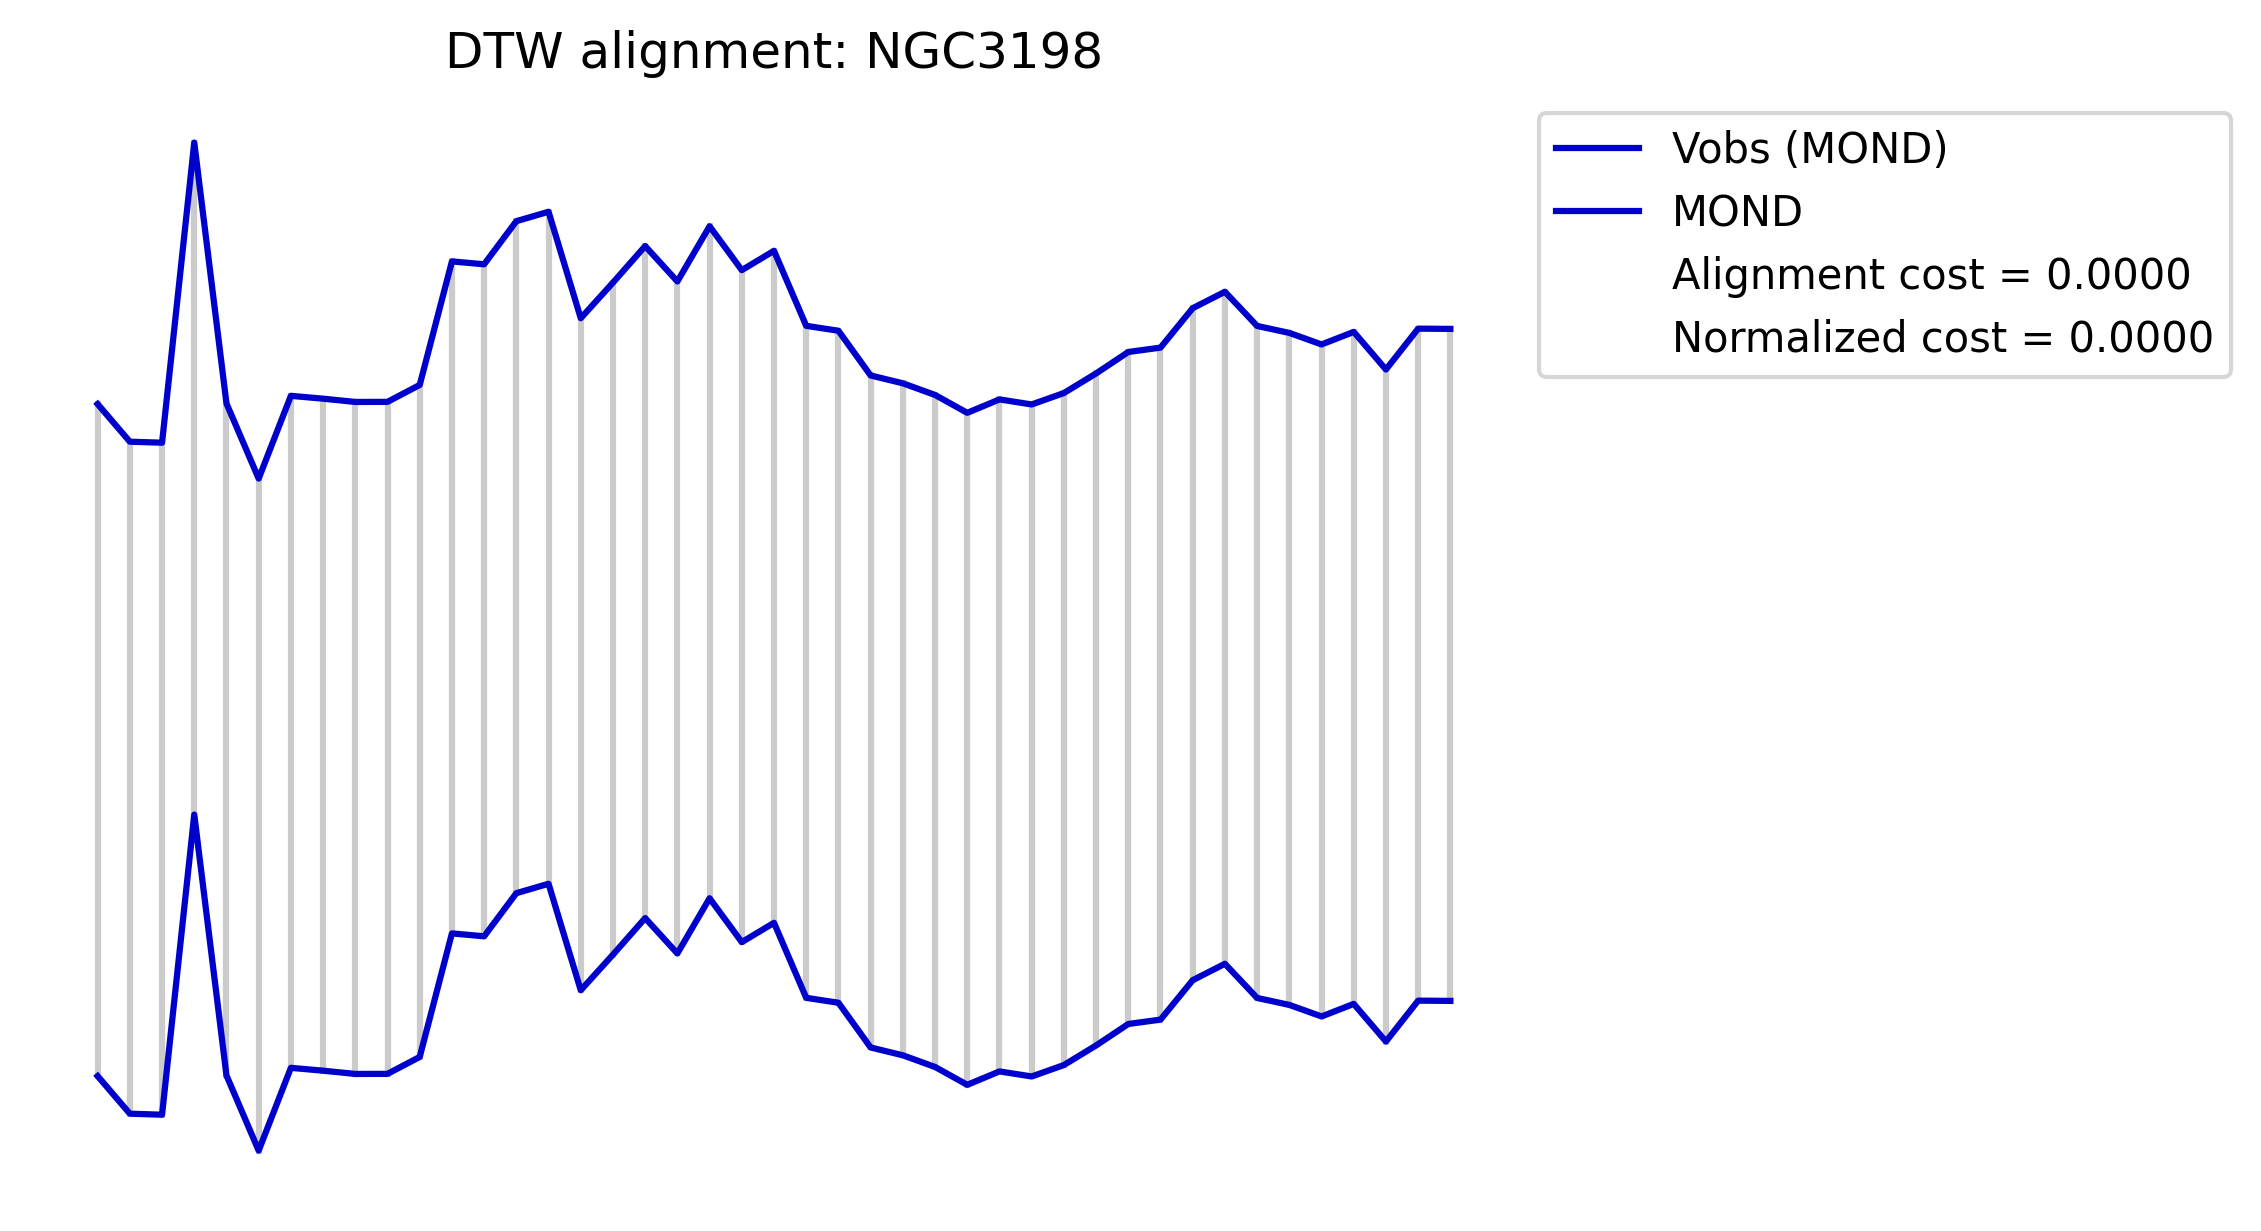 DTW alignment: NGC3198
Vobs (MOND)
MOND
Alignment cost = 0.0000
Normalized cost = 0.0000